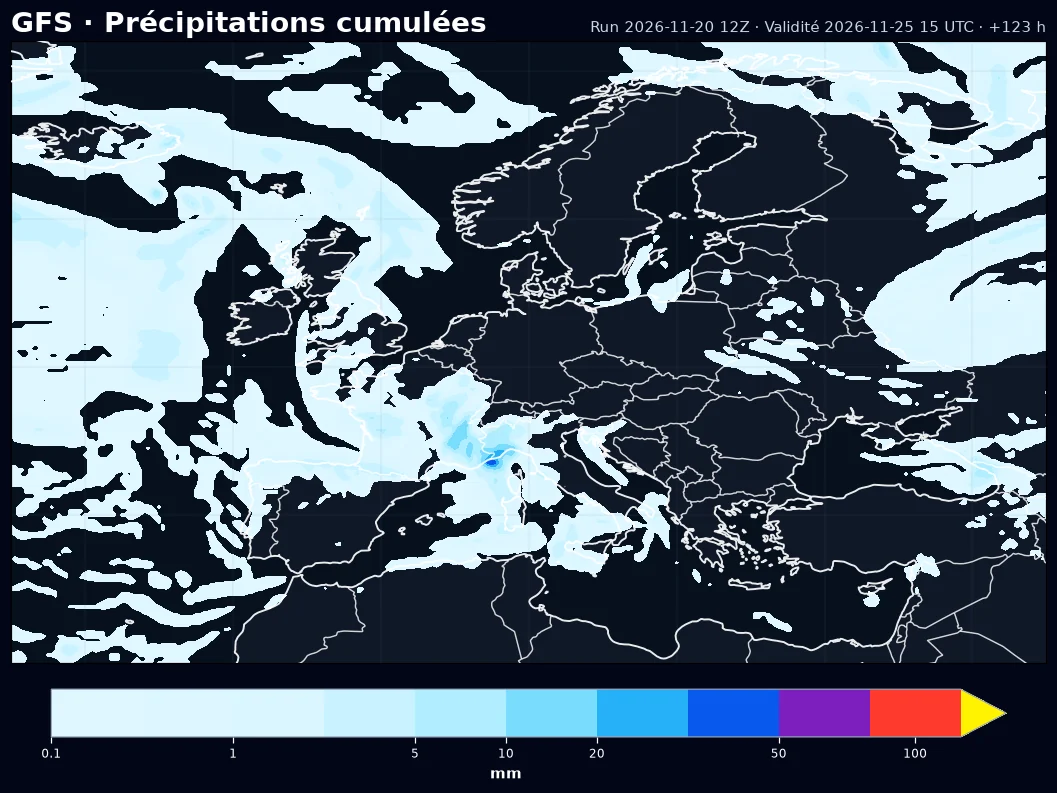 GFS · Précipitations cumulées
Run 2026-11-20 12Z · Validité 2026-11-25 15 UTC · +123 h
0.1 1 5 10 20 50 100
mm